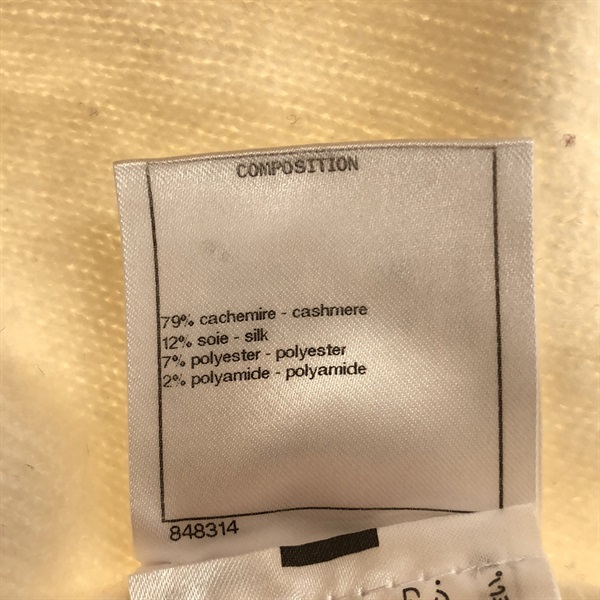 COMPOSITION
79% cachemire - cashmere
12% soie - silk
7% polyester - polyester
2% polyamide - polyamide
848314